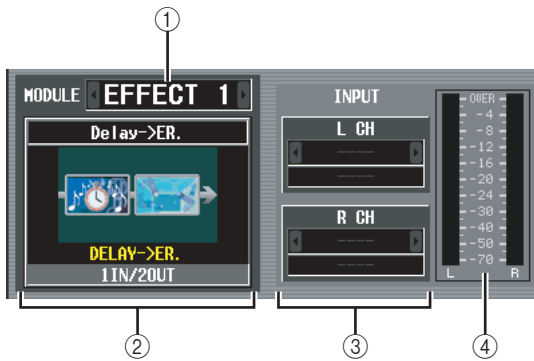 ①
MODULE EFFECT 1
Delay->ER.
DELAY->ER.
1IN/2OUT
INPUT
L CH
----
----
R CH
----
----
OVER
-4
-8
-12
-16
-20
-24
-30
-40
-50
-70
L R
② ③ ④